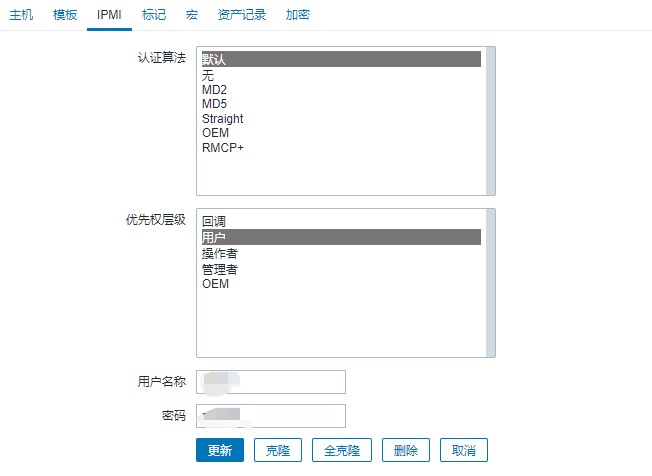 主机 模板 IPMI 标记 宏 资产记录 加密
认证算法
默认
无
MD2
MD5
Straight
OEM
RMCP+
优先权层级
回调
用户
操作者
管理者
OEM
用户名称
密码
更新 克隆 全克隆 删除 取消